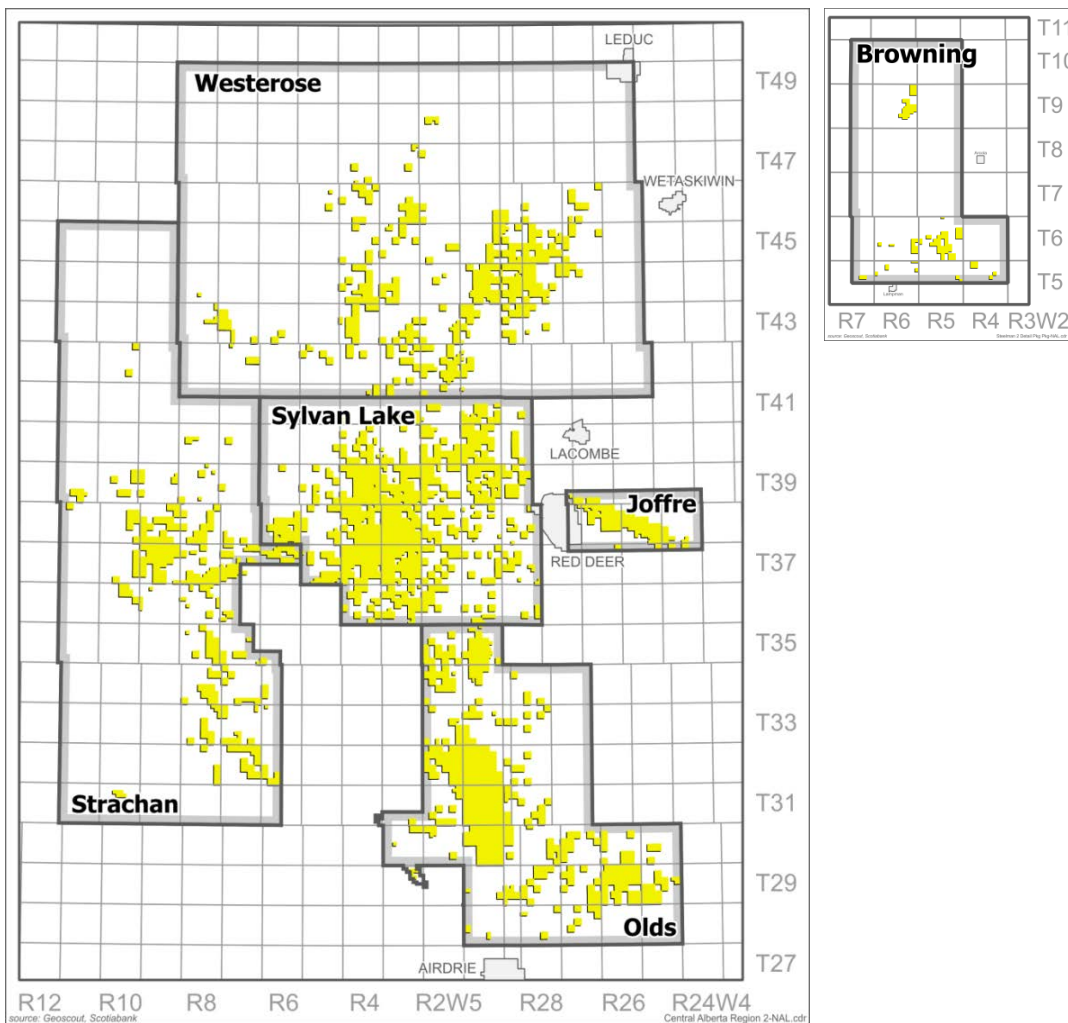 LEDUC
Westerose
T49
T47
WETASKIWIN
T45
T43
T41
Sylvan Lake
LACOMBE
T39
Joffre
RED DEER
T37
T35
T33
Strachan
T31
T29
Olds
AIRDRIE
T27
R12 R10 R8 R6 R4 R2W5 R28 R26 R24W4
source: Geoscout, Scotiabank
Central Alberta Region 2-NAL.cdr
T11
Browning
T10
T9
T8
T7
T6
T5
R7 R6 R5 R4 R3W2
source: Geoscout, Scotiabank